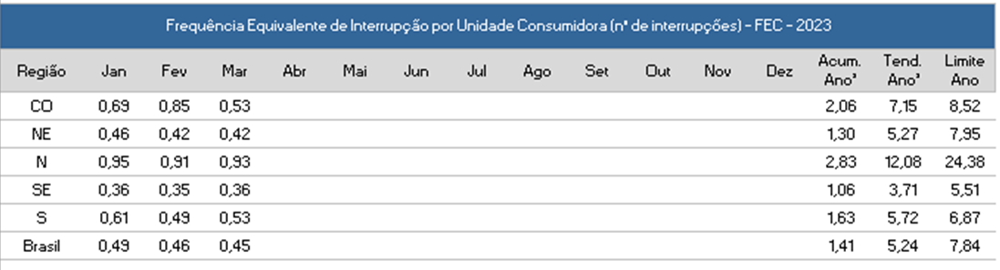 Frequência Equivalente de Interrupção por Unidade Consumidora (nº de interrupções) - FEC - 2023
Região Jan Fev Mar Abr Mai Jun Jul Ago Set Out Nov Dez Acum. Ano³ Tend. Ano³ Limite Ano
CO 0,69 0,85 0,53 2,06 7,15 8,52
NE 0,46 0,42 0,42 1,30 5,27 7,95
N 0,95 0,91 0,93 2,83 12,08 24,38
SE 0,36 0,35 0,36 1,06 3,71 5,51
S 0,61 0,49 0,53 1,63 5,72 6,87
Brasil 0,49 0,46 0,45 1,41 5,24 7,84